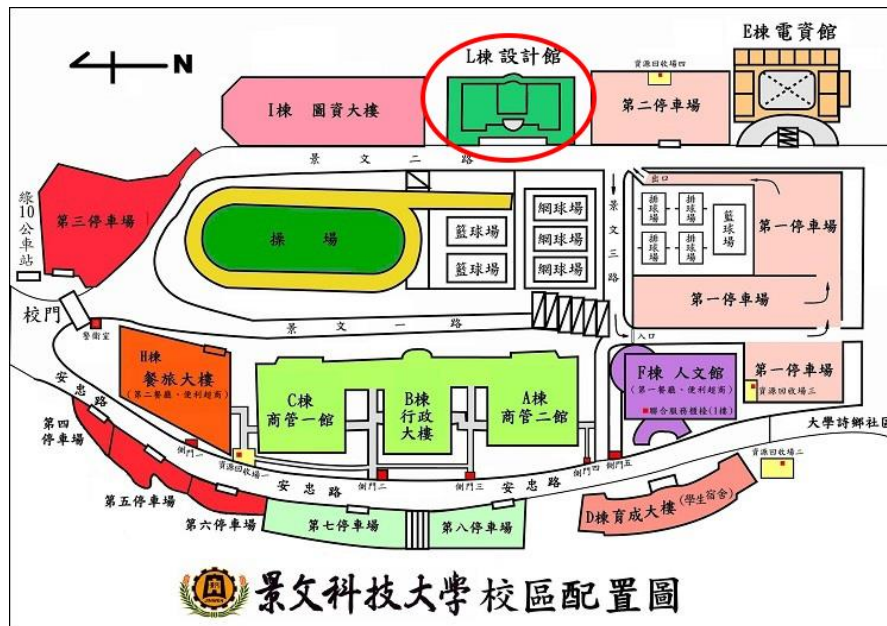 N
L棟設計館
E棟電資館
資源回收場四
I棟 圖資大樓
第二停車場
景文二路
綠10公車站
第三停車場
操場
籃球場
籃球場
網球場
網球場
網球場
景文三路
出口
排球場
排球場
排球場
排球場
籃球場
第一停車場
第一停車場
校門
警衛室
景文一路
入口
H棟
餐旅大樓
(第二餐廳、便利超商)
C棟
商管一館
B棟
行政
大樓
A棟
商管二館
F棟 人文館
(第一餐廳、便利超商)
聯合服務櫃檯(1樓)
第一停車場
資源回收場三
大學詩鄉社區
安忠路
第四
停車場
側門一
資源回收場一
側門二
側門三
側門四
側門五
資源回收場二
第五停車場
第六停車場
安忠路
安忠路
第七停車場
第八停車場
D棟育成大樓(學生宿舍)
景文科技大學校區配置圖